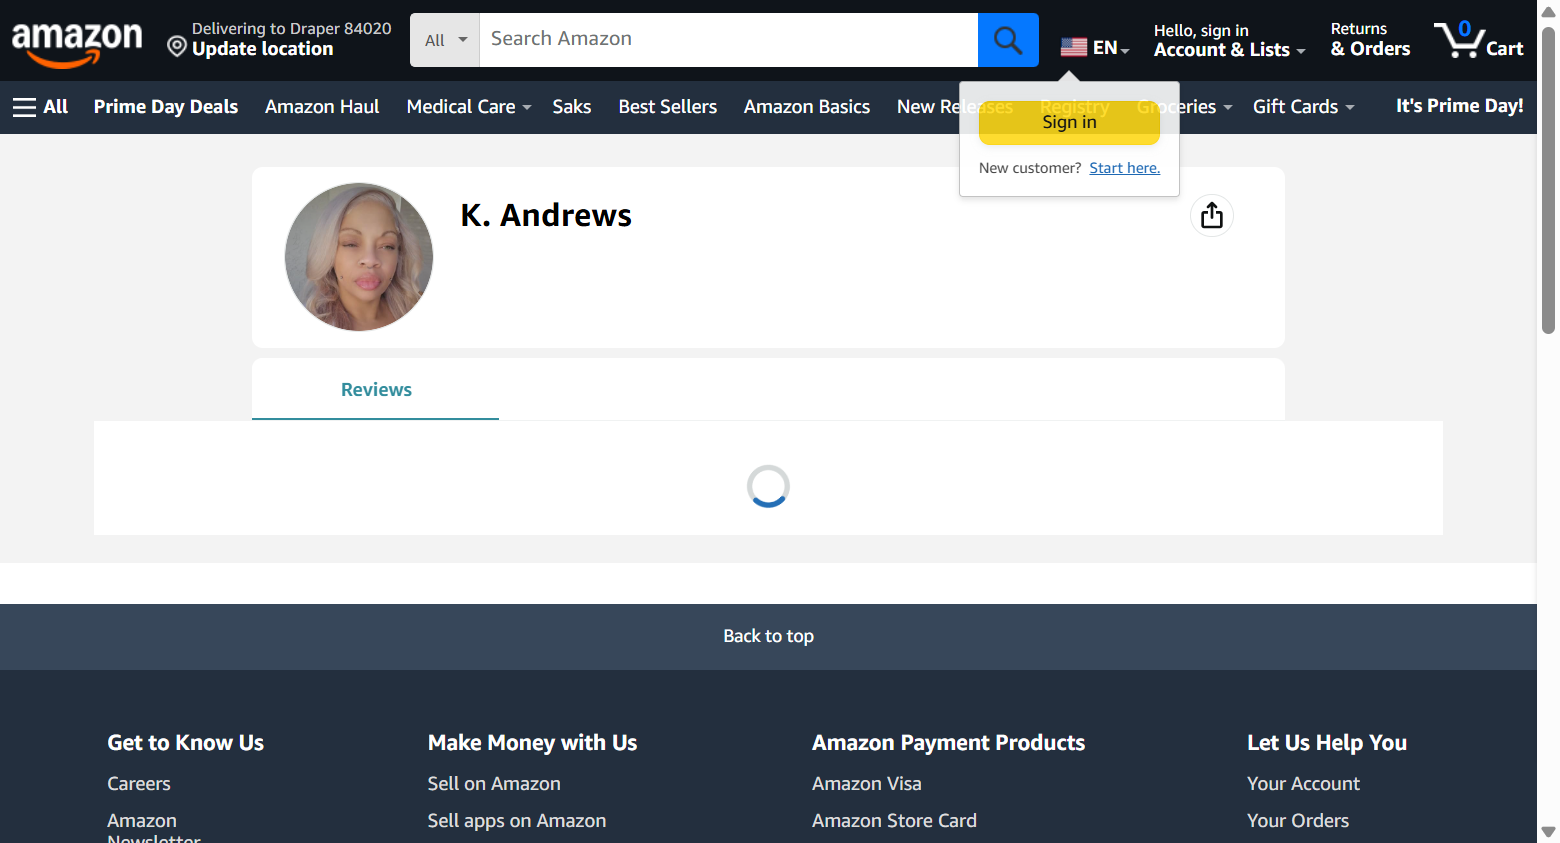 amazon
Delivering to Draper 84020
Update location
All
Search Amazon
EN
Hello, sign in
Account & Lists
Returns
& Orders
0
Cart
All
Prime Day Deals
Amazon Haul
Medical Care
Saks
Best Sellers
Amazon Basics
New Releases
Registry
Groceries
Gift Cards
It's Prime Day!
Sign in
New customer? Start here.
K. Andrews
Reviews
Back to top
Get to Know Us
Careers
Amazon
Newsletter
Make Money with Us
Sell on Amazon
Sell apps on Amazon
Amazon Payment Products
Amazon Visa
Amazon Store Card
Let Us Help You
Your Account
Your Orders